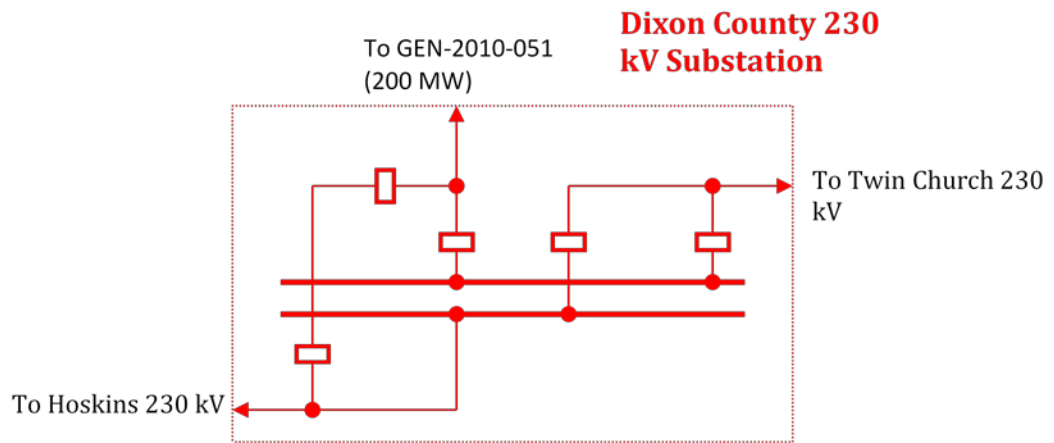 Dixon County 230
kV Substation
To GEN-2010-051
(200 MW)
To Twin Church 230
kV
To Hoskins 230 kV